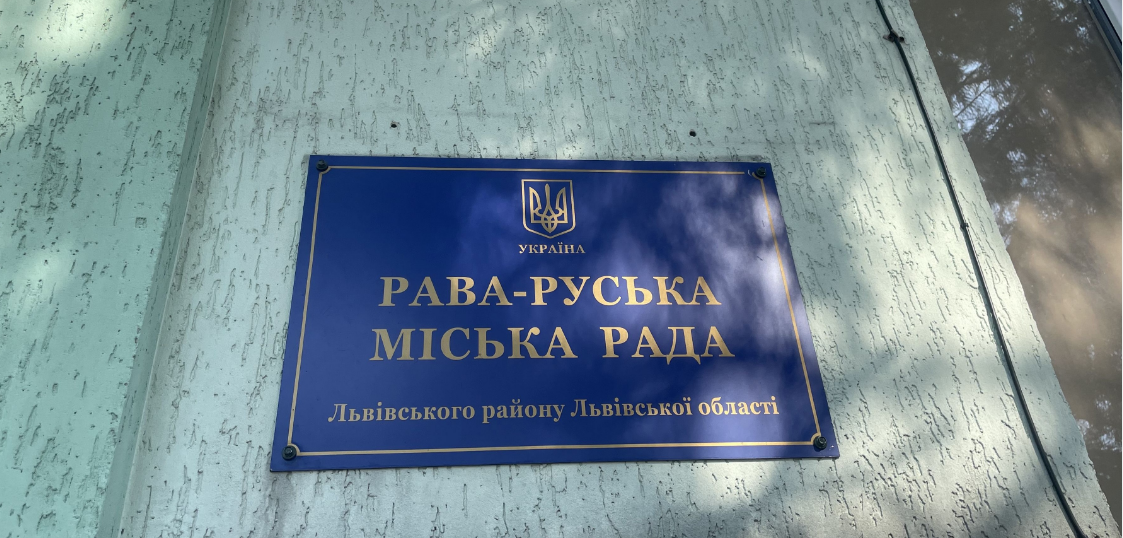 УКРАЇНА
РАВА-РУСЬКА
МІСЬКА РАДА
Львівського району Львівської області